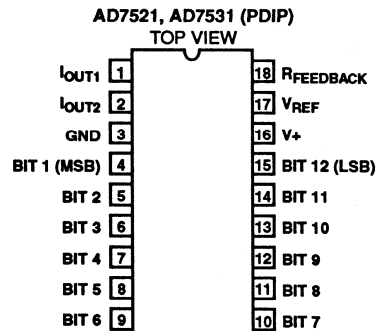 AD7521, AD7531 (PDIP)
TOP VIEW
IOUT1 1 18 RFEEDBACK
IOUT2 2 17 VREF
GND 3 16 V+
BIT 1 (MSB) 4 15 BIT 12 (LSB)
BIT 2 5 14 BIT 11
BIT 3 6 13 BIT 10
BIT 4 7 12 BIT 9
BIT 5 8 11 BIT 8
BIT 6 9 10 BIT 7